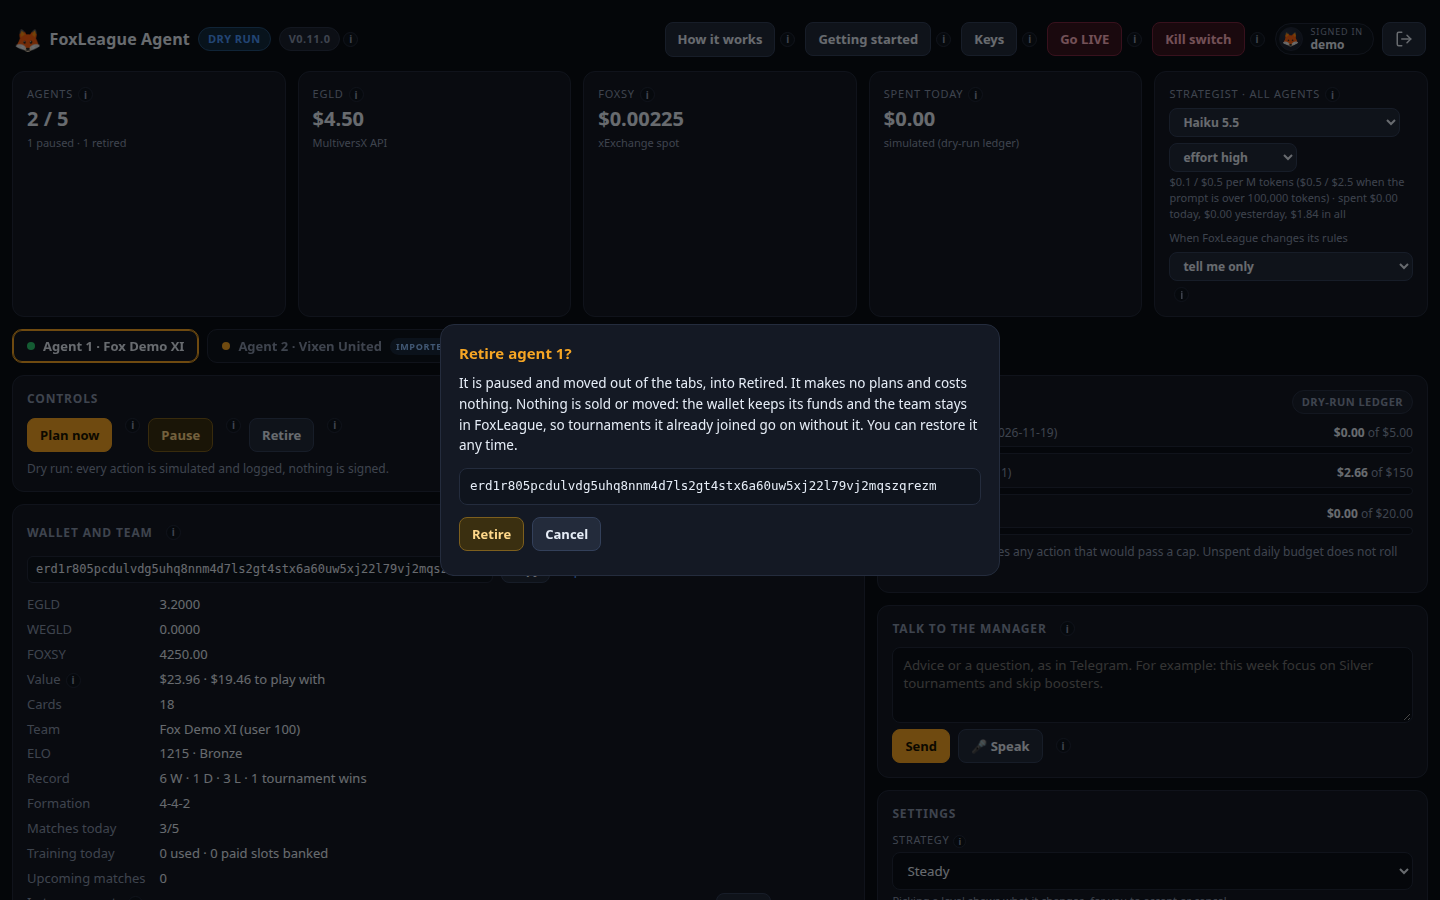 FoxLeague Agent DRY RUN V0.11.0 i
How it works i Getting started i Keys i Go LIVE i Kill switch i SIGNED IN
demo
AGENTS i
2 / 5
1 paused · 1 retired
EGLD i
$4.50
MultiversX API
FOXSY i
$0.00225
xExchange spot
SPENT TODAY i
$0.00
simulated (dry-run ledger)
STRATEGIST · ALL AGENTS i
Haiku 5.5
effort high
$0.1 / $0.5 per M tokens ($0.5 / $2.5 when the
prompt is over 100,000 tokens) · spent $0.00
today, $0.00 yesterday, $1.84 in all
When FoxLeague changes its rules
tell me only
i
Agent 1 · Fox Demo XI
Agent 2 · Vixen United
CONTROLS
Plan now i Pause i Retire i
Dry run: every action is simulated and logged, nothing is signed.
Retire agent 1?
It is paused and moved out of the tabs, into Retired. It makes no plans and costs
nothing. Nothing is sold or moved: the wallet keeps its funds and the team stays
in FoxLeague, so tournaments it already joined go on without it. You can restore it
any time.
erd1r805pcdulvdg5uhq8nnm4d7ls2gt4stx6a60uw5xj22l79vj2mqszqrezm
Retire Cancel
DRY-RUN LEDGER
026-11-19) $0.00 of $5.00
1) $2.66 of $150
$0.00 of $20.00
any action that would pass a cap. Unspent daily budget does not roll
WALLET AND TEAM i
erd1r805pcdulvdg5uhq8nnm4d7ls2gt4stx6a60uw5xj22l79vj2mqs
EGLD 3.2000
WEGLD 0.0000
FOXSY 4250.00
Value i $23.96 · $19.46 to play with
Cards 18
Team Fox Demo XI (user 100)
ELO 1215 · Bronze
Record 6 W · 1 D · 3 L · 1 tournament wins
Formation 4-4-2
Matches today 3/5
Training today 0 used · 0 paid slots banked
Upcoming matches 0
TALK TO THE MANAGER i
Advice or a question, as in Telegram. For example: this week focus on Silver
tournaments and skip boosters.
Send Speak i
SETTINGS
STRATEGY i
Steady